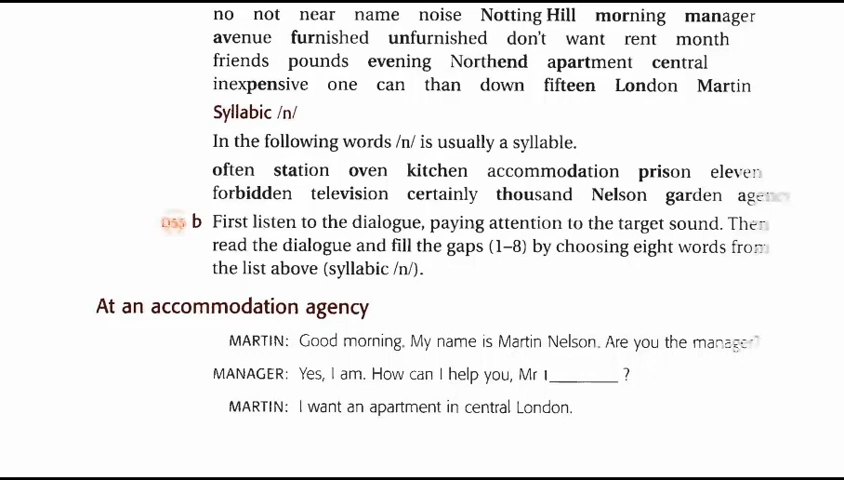 no not near name noise Notting Hill morning manager
avenue furnished unfurnished don't want rent month
friends pounds evening Northend apartment central
inexpensive one can than down fifteen London Martin
Syllabic /n/
In the following words /n/ is usually a syllable.
often station oven kitchen accommodation prison eleven
forbidden television certainly thousand Nelson garden agency
b First listen to the dialogue, paying attention to the target sound. Then
read the dialogue and fill the gaps (1–8) by choosing eight words from
the list above (syllabic /n/).
At an accommodation agency
MARTIN: Good morning. My name is Martin Nelson. Are you the manager?
MANAGER: Yes, I am. How can I help you, Mr 1________ ?
MARTIN: I want an apartment in central London.